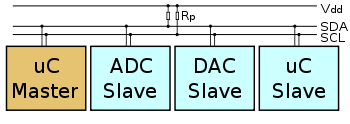 Vdd
Rp
SDA
SCL
uC
Master
ADC
Slave
DAC
Slave
uC
Slave